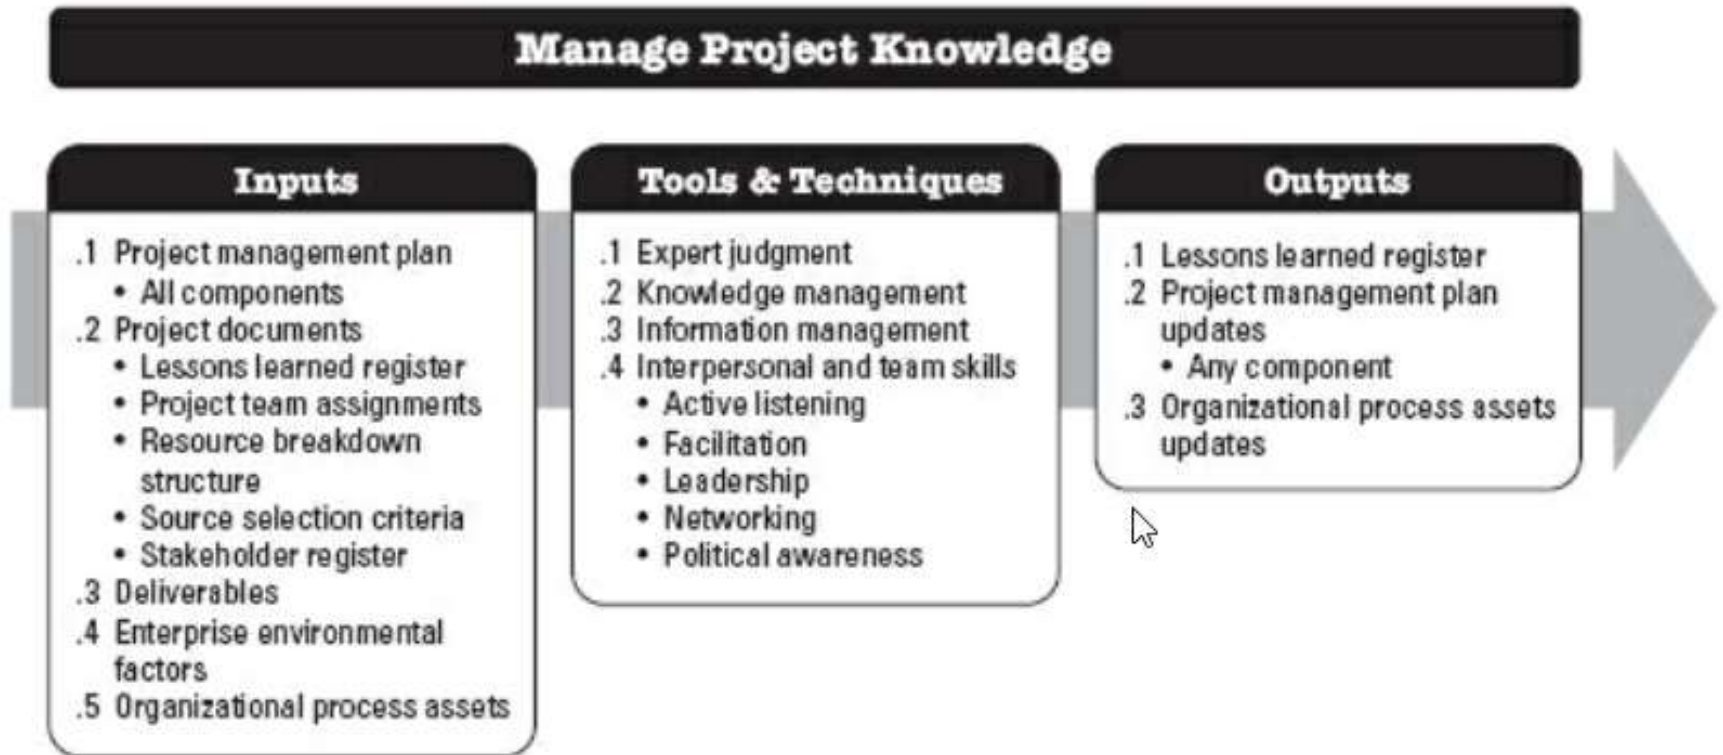 Manage Project Knowledge
Inputs
.1 Project management plan
• All components
.2 Project documents
• Lessons learned register
• Project team assignments
• Resource breakdown
structure
• Source selection criteria
• Stakeholder register
.3 Deliverables
.4 Enterprise environmental
factors
.5 Organizational process assets
Tools & Techniques
.1 Expert judgment
.2 Knowledge management
.3 Information management
.4 Interpersonal and team skills
• Active listening
• Facilitation
• Leadership
• Networking
• Political awareness
Outputs
.1 Lessons learned register
.2 Project management plan
updates
• Any component
.3 Organizational process assets
updates